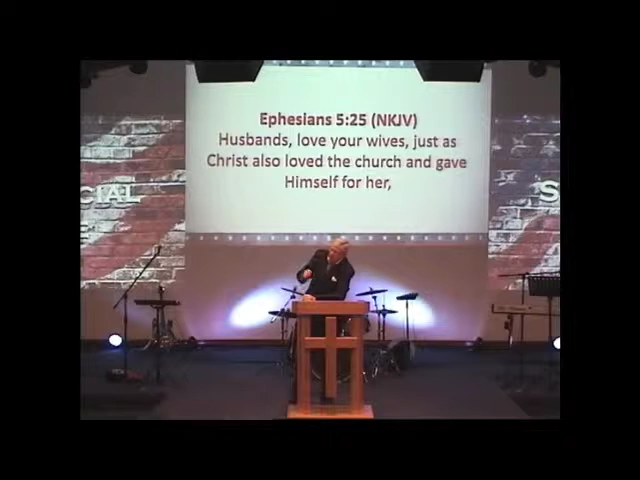 Ephesians 5:25 (NKJV)
Husbands, love your wives, just as
Christ also loved the church and gave
Himself for her,
CIAL
S